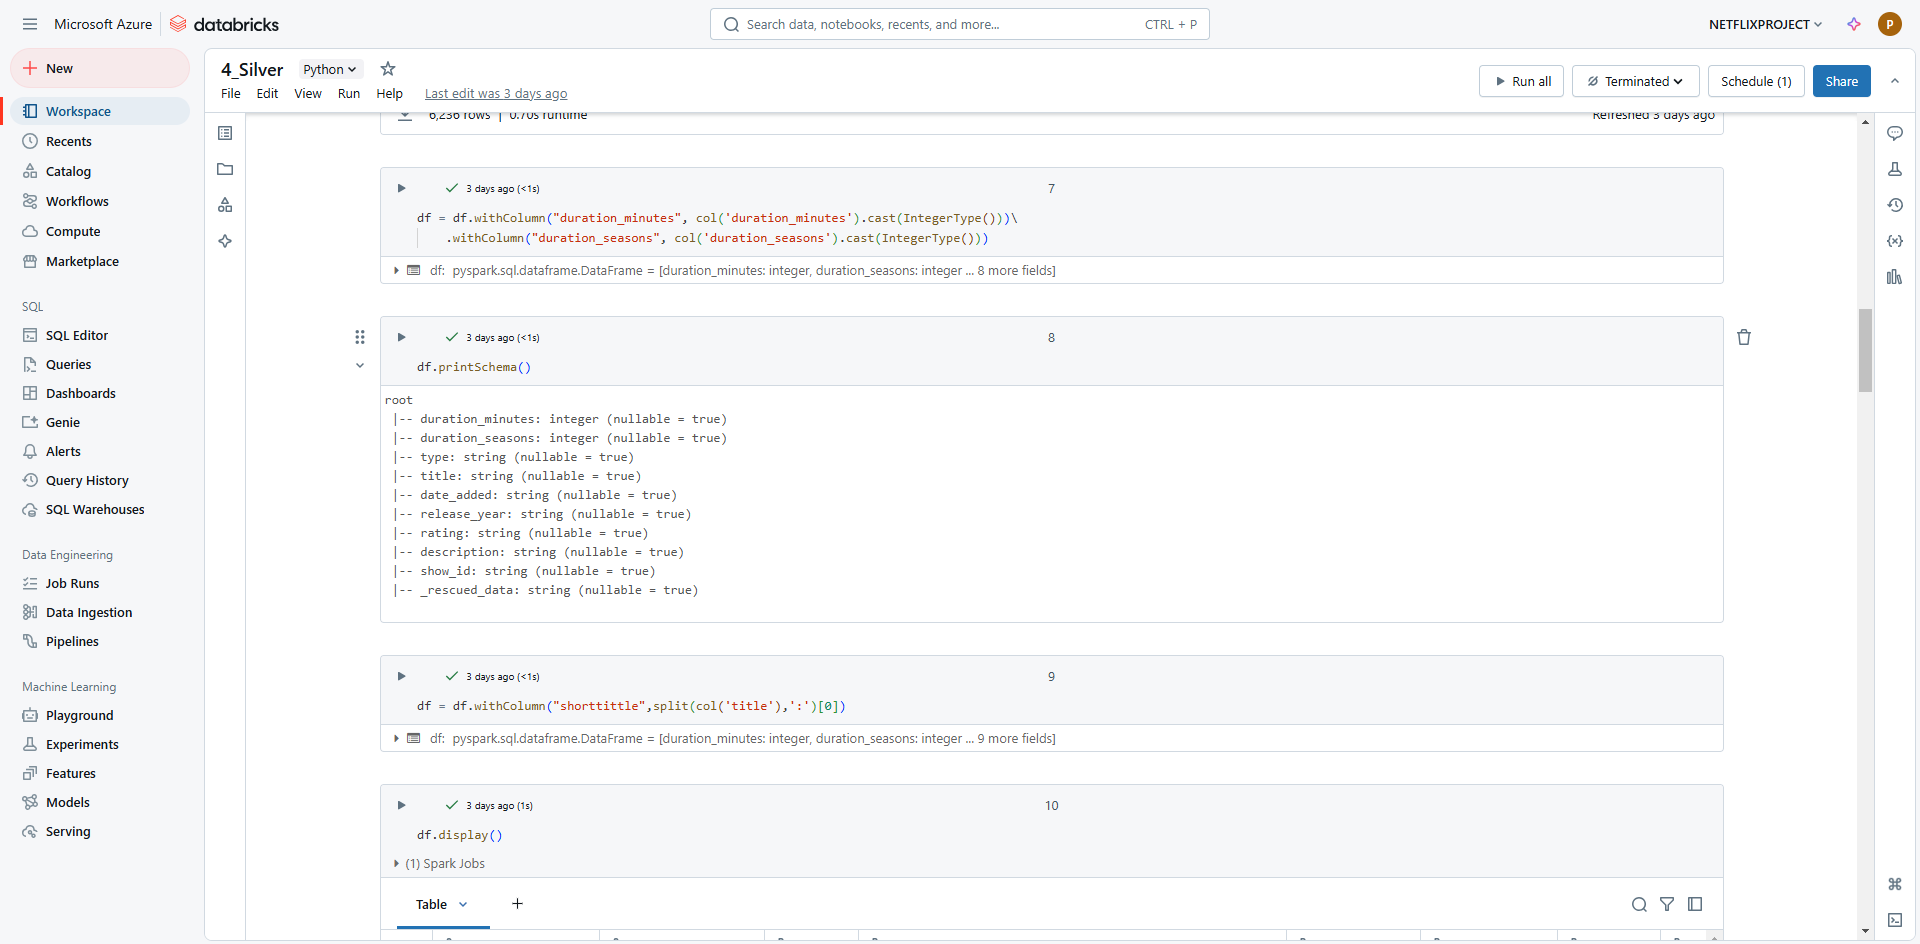 Microsoft Azure
databricks
Search data, notebooks, recents, and more...
CTRL + P
NETFLIXPROJECT
P
New
Workspace
Recents
Catalog
Workflows
Compute
Marketplace
SQL
SQL Editor
Queries
Dashboards
Genie
Alerts
Query History
SQL Warehouses
Data Engineering
Job Runs
Data Ingestion
Pipelines
Machine Learning
Playground
Experiments
Features
Models
Serving
4_Silver
Python
File Edit View Run Help Last edit was 3 days ago
Run all
Terminated
Schedule (1)
Share
6,236 rows | 0.70s runtime
Refreshed 3 days ago
3 days ago (<1s)
7
df = df.withColumn("duration_minutes", col('duration_minutes').cast(IntegerType()))\
.withColumn("duration_seasons", col('duration_seasons').cast(IntegerType()))
df: pyspark.sql.dataframe.DataFrame = [duration_minutes: integer, duration_seasons: integer ... 8 more fields]
3 days ago (<1s)
8
df.printSchema()
root
|-- duration_minutes: integer (nullable = true)
|-- duration_seasons: integer (nullable = true)
|-- type: string (nullable = true)
|-- title: string (nullable = true)
|-- date_added: string (nullable = true)
|-- release_year: string (nullable = true)
|-- rating: string (nullable = true)
|-- description: string (nullable = true)
|-- show_id: string (nullable = true)
|-- _rescued_data: string (nullable = true)
3 days ago (<1s)
9
df = df.withColumn("shorttittle",split(col('title'),':')[0])
df: pyspark.sql.dataframe.DataFrame = [duration_minutes: integer, duration_seasons: integer ... 9 more fields]
3 days ago (1s)
10
df.display()
(1) Spark Jobs
Table